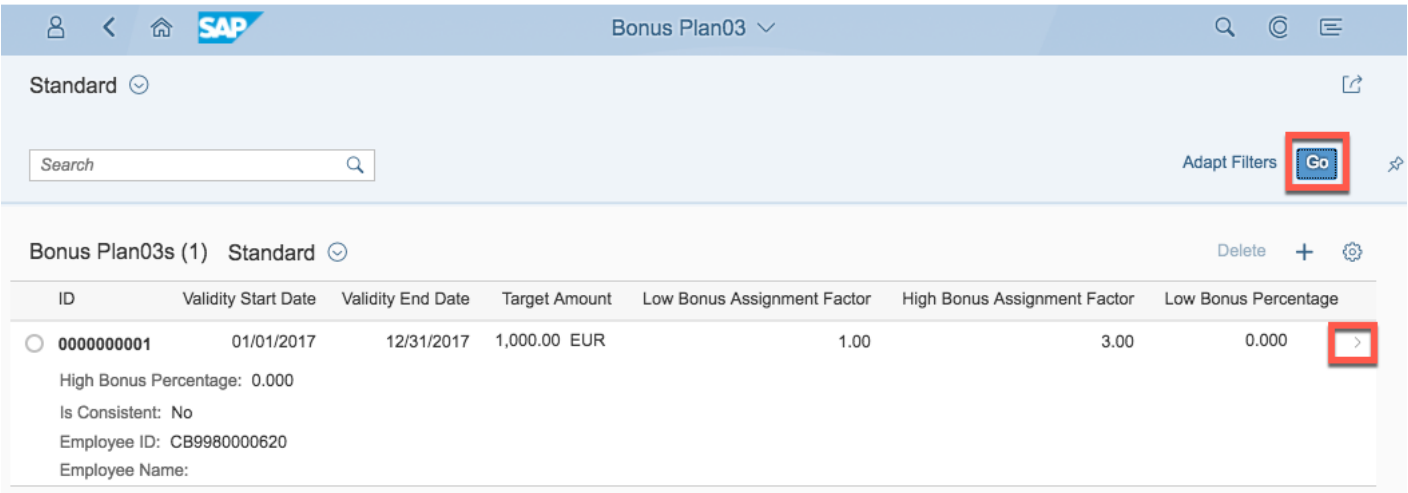 SAP Bonus Plan03
Standard
Search Adapt Filters Go
Bonus Plan03s (1) Standard Delete
ID Validity Start Date Validity End Date Target Amount Low Bonus Assignment Factor High Bonus Assignment Factor Low Bonus Percentage
0000000001 01/01/2017 12/31/2017 1,000.00 EUR 1.00 3.00 0.000
High Bonus Percentage: 0.000
Is Consistent: No
Employee ID: CB9980000620
Employee Name: